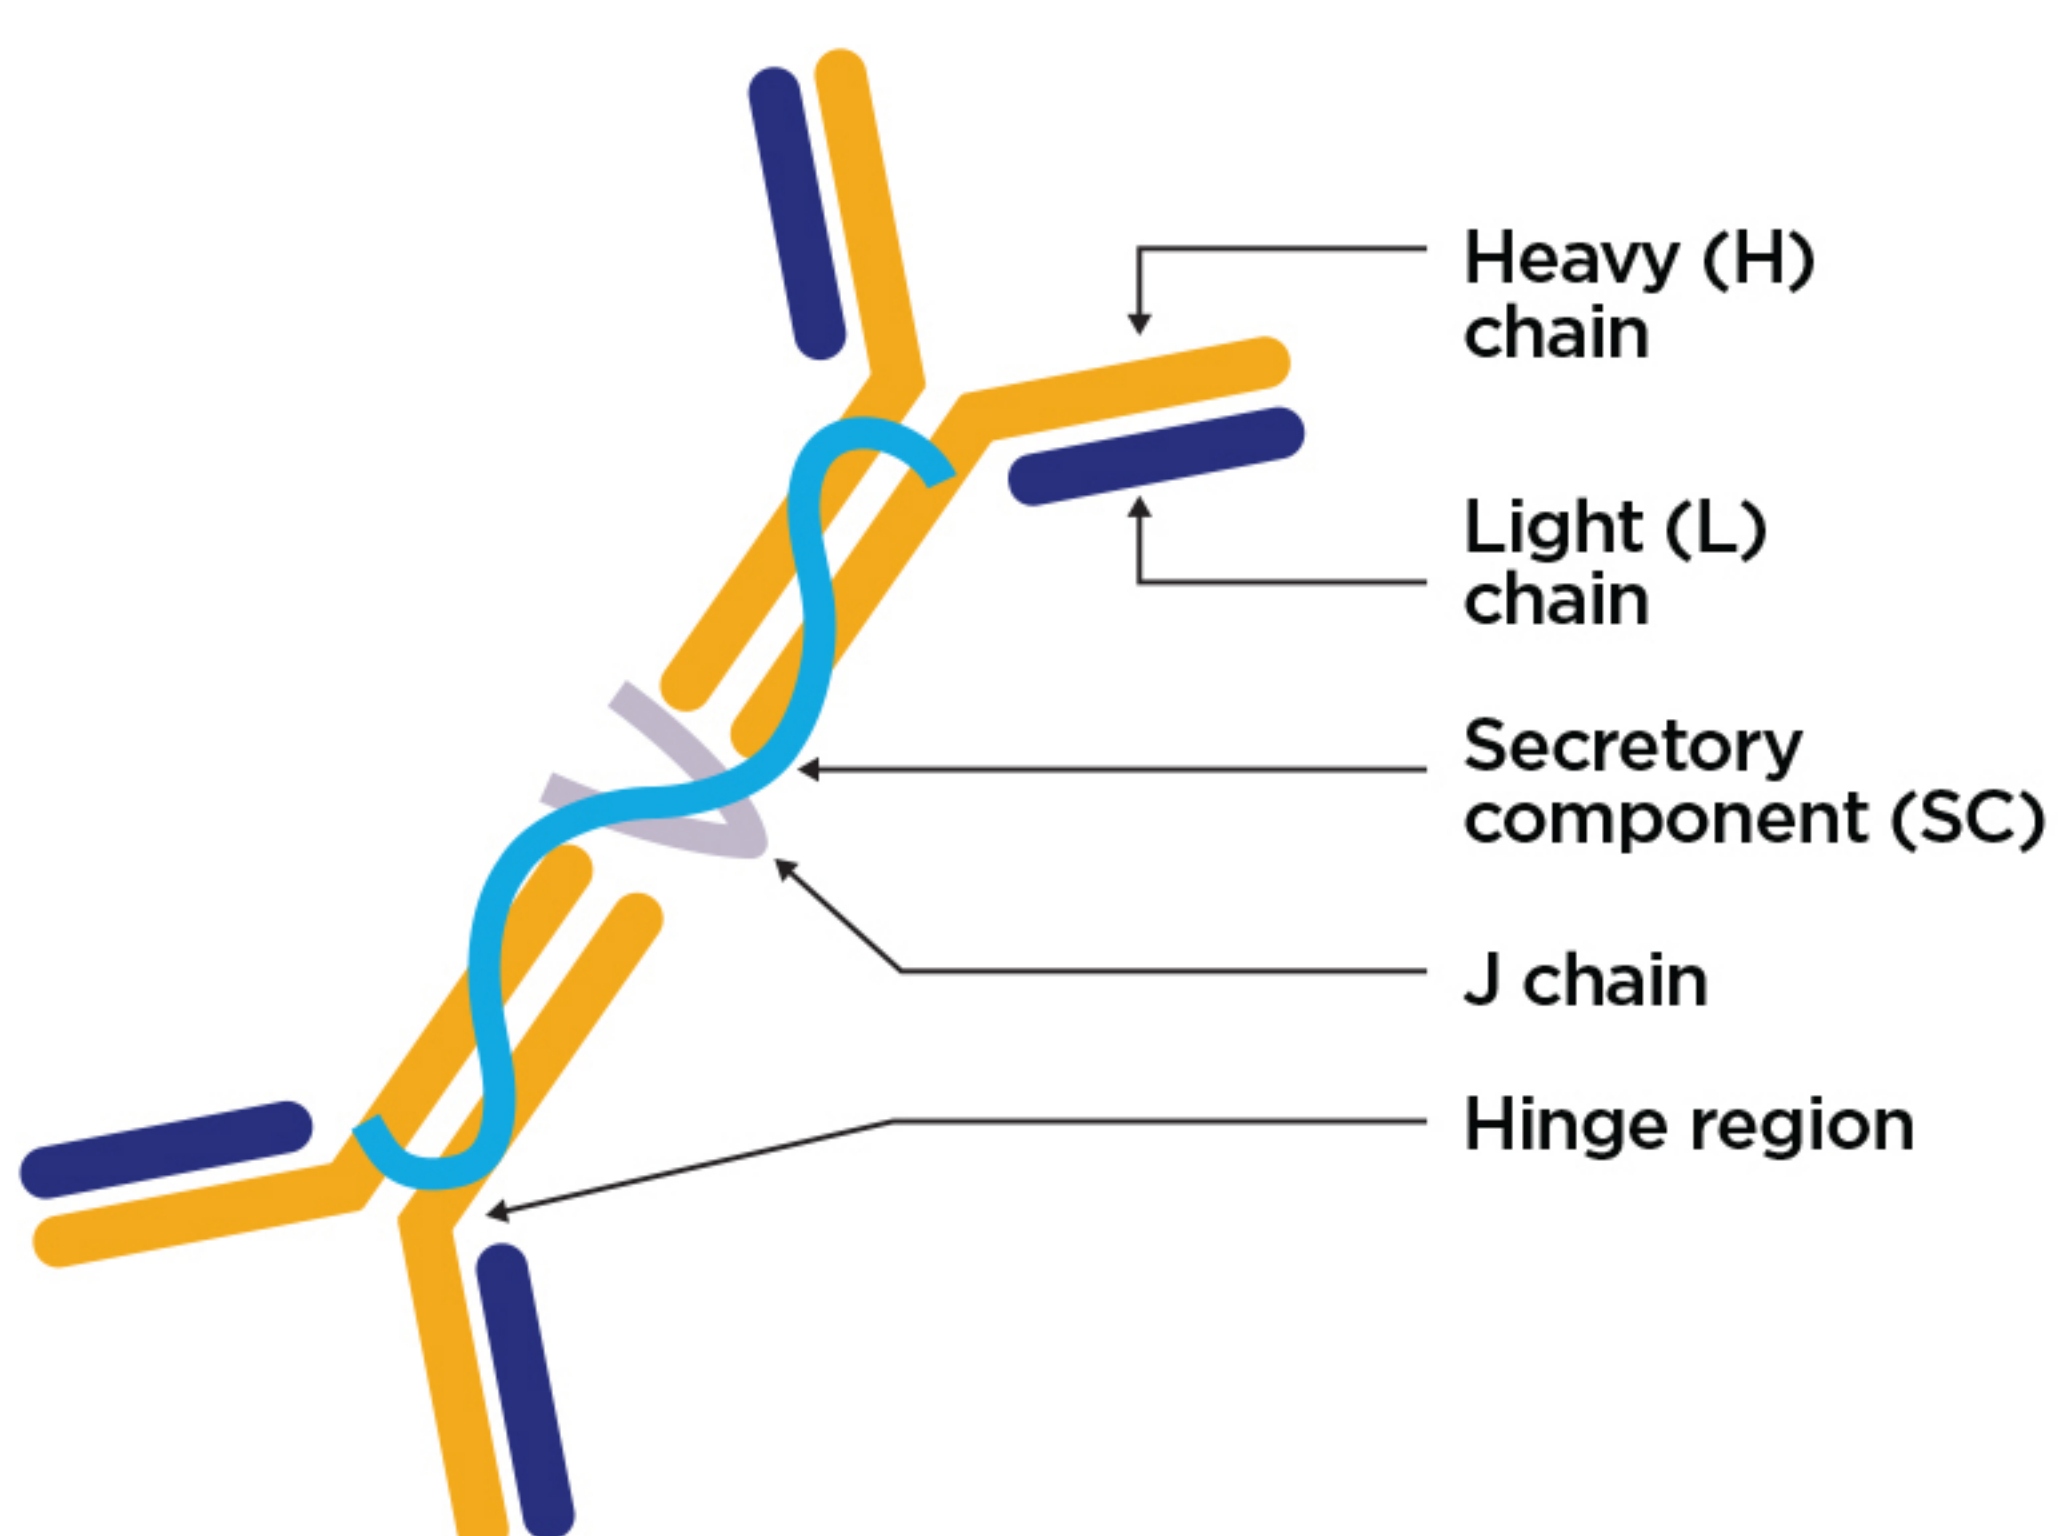 Heavy (H)
chain
Light (L)
chain
Secretory
component (SC)
J chain
Hinge region